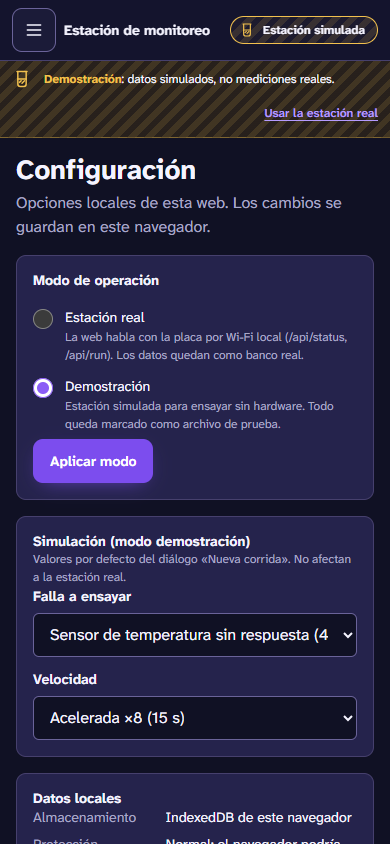 Estación de monitoreo
Estación simulada
Demostración: datos simulados, no mediciones reales.
Usar la estación real
Configuración
Opciones locales de esta web. Los cambios se
guardan en este navegador.
Modo de operación
Estación real
La web habla con la placa por Wi-Fi local (/api/status,
/api/run). Los datos quedan como banco real.
Demostración
Estación simulada para ensayar sin hardware. Todo
queda marcado como archivo de prueba.
Aplicar modo
Simulación (modo demostración)
Valores por defecto del diálogo «Nueva corrida». No afectan
a la estación real.
Falla a ensayar
Sensor de temperatura sin respuesta (4
Velocidad
Acelerada ×8 (15 s)
Datos locales
Almacenamiento IndexedDB de este navegador
Protección Normal: el navegador podría